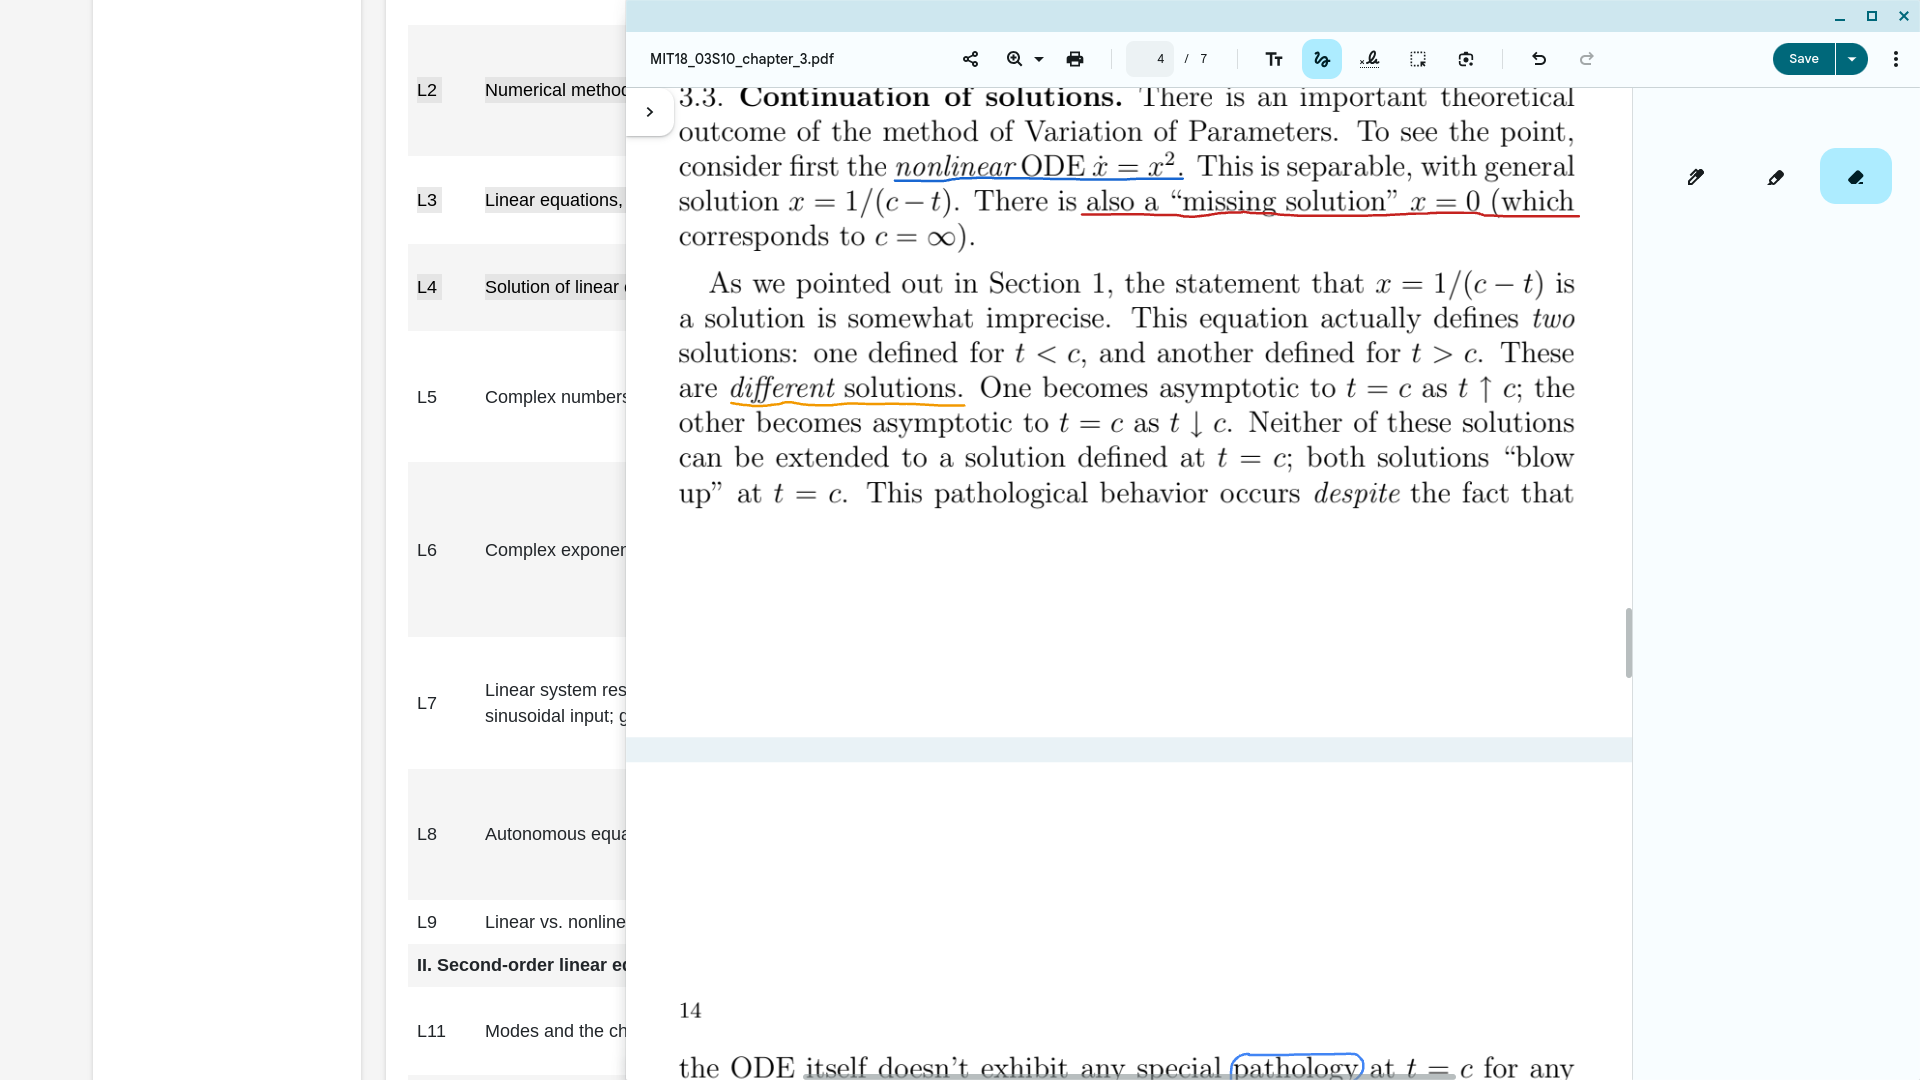 L2 Numerical method
L3 Linear equations,
L4 Solution of linear
L5 Complex numbers
L6 Complex exponen
L7 Linear system res
sinusoidal input; g
L8 Autonomous equa
L9 Linear vs. nonline
II. Second-order linear eq
L11 Modes and the ch
MIT18_03S10_chapter_3.pdf
4 / 7
Save
3.3. Continuation of solutions. There is an important theoretical
outcome of the method of Variation of Parameters. To see the point,
consider first the nonlinear ODE ẋ = x². This is separable, with general
solution x = 1/(c − t). There is also a “missing solution” x = 0 (which
corresponds to c = ∞).
As we pointed out in Section 1, the statement that x = 1/(c − t) is
a solution is somewhat imprecise. This equation actually defines two
solutions: one defined for t < c, and another defined for t > c. These
are different solutions. One becomes asymptotic to t = c as t ↑ c; the
other becomes asymptotic to t = c as t ↓ c. Neither of these solutions
can be extended to a solution defined at t = c; both solutions “blow
up” at t = c. This pathological behavior occurs despite the fact that
14
the ODE itself doesn’t exhibit any special pathology at t = c for any